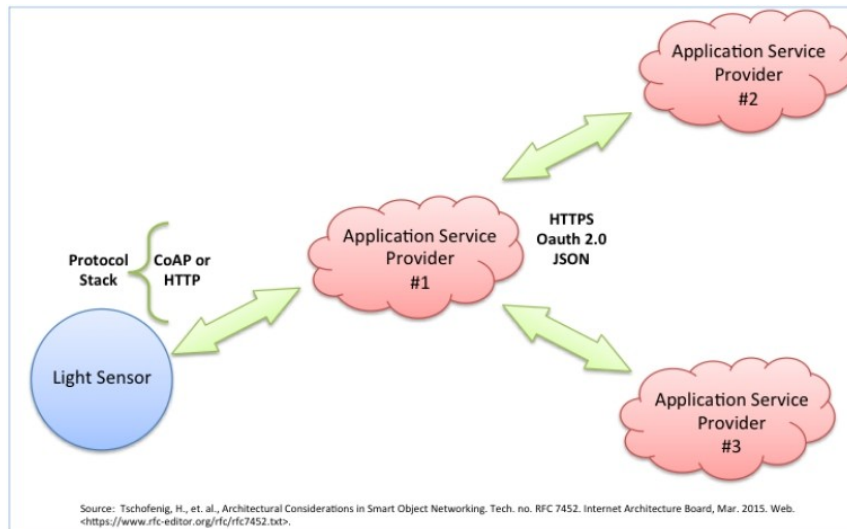 Application Service
Provider
#2
Application Service
Provider
#1
HTTPS
Oauth 2.0
JSON
Protocol
Stack
CoAP or
HTTP
Light Sensor
Application Service
Provider
#3
Source: Tschofenig, H., et. al., Architectural Considerations in Smart Object Networking. Tech. no. RFC 7452. Internet Architecture Board, Mar. 2015. Web.
<https://www.rfc-editor.org/rfc/rfc7452.txt>.